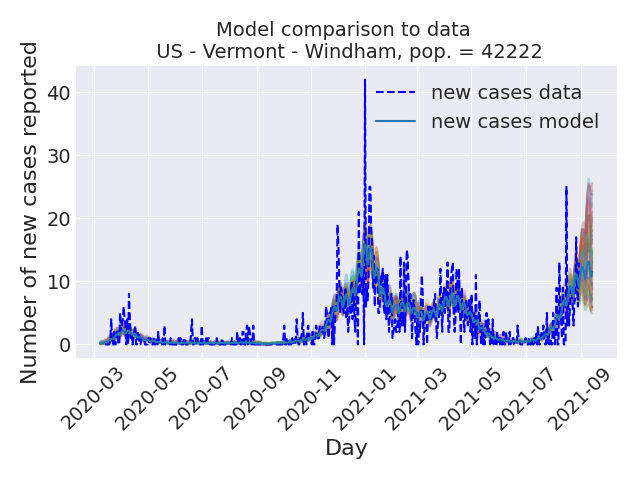 Model comparison to data
US - Vermont - Windham, pop. = 42222
Number of new cases reported
40
30
20
10
0
new cases data
new cases model
2020-03
2020-05
2020-07
2020-09
2020-11
2021-01
2021-03
2021-05
2021-07
2021-09
Day